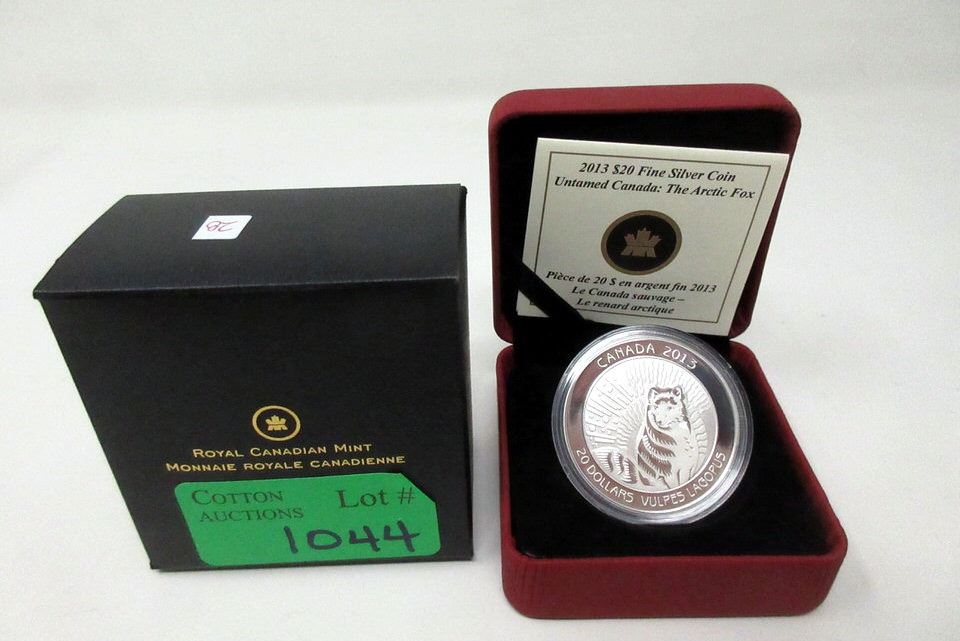 20
ROYAL CANADIAN MINT
MONNAIE ROYALE CANADIENNE
COTTON
AUCTIONS
Lot #
1044
2013 $20 Fine Silver Coin
Untamed Canada: The Arctic Fox
Pièce de 20 $ en argent fin 2013
Le Canada sauvage –
Le renard arctique
CANADA 2013
20 DOLLARS VULPES LAGOPUS